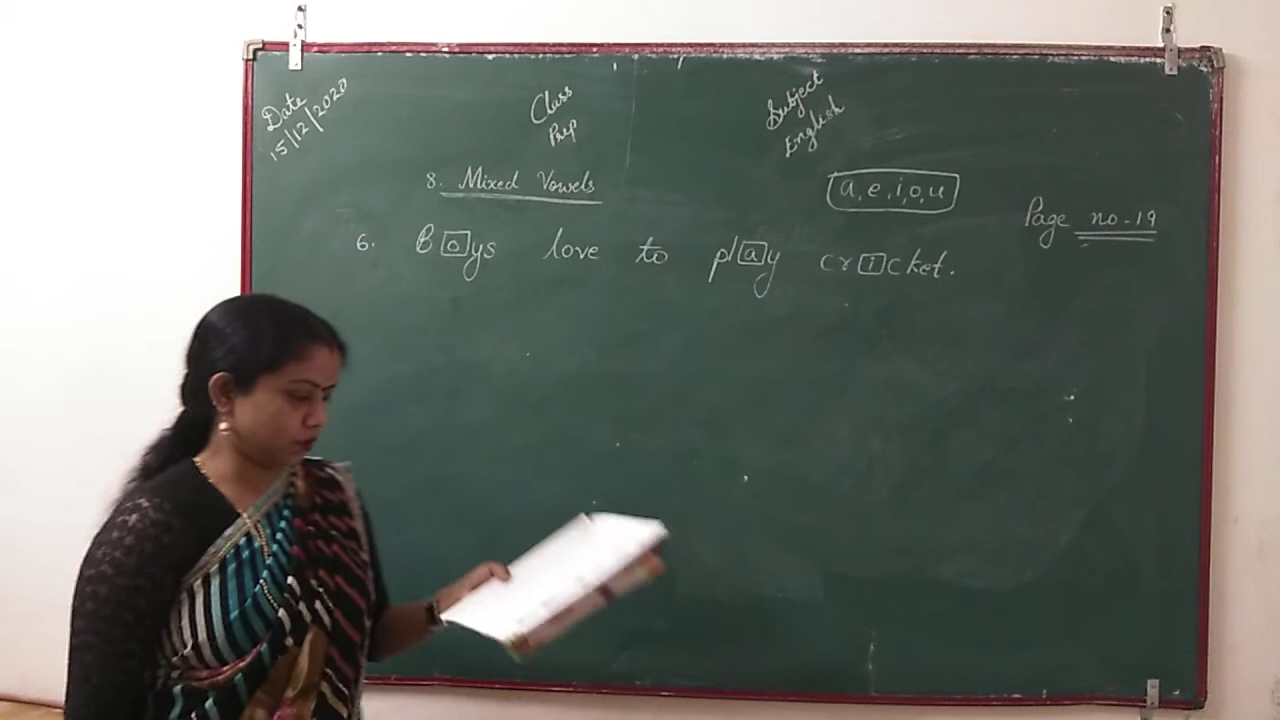 Date
15/12/2020
Class
Prep
Subject
English
8. Mixed Vowels
a, e, i, o, u
Page no-19
6. Boys love to play cricket.